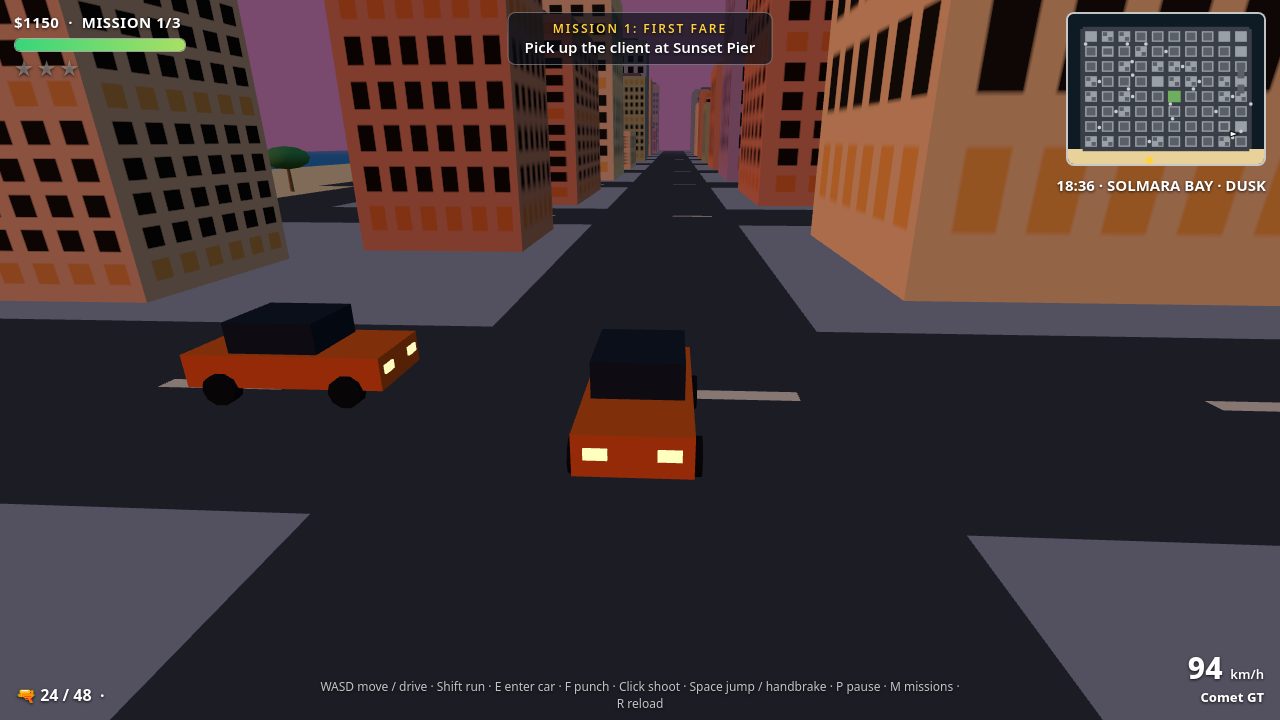 $1150 · MISSION 1/3
MISSION 1: FIRST FARE
Pick up the client at Sunset Pier
18:36 · SOLMARA BAY · DUSK
24 / 48 ·
WASD move / drive · Shift run · E enter car · F punch · Click shoot · Space jump / handbrake · P pause · M missions ·
R reload
94 km/h
Comet GT